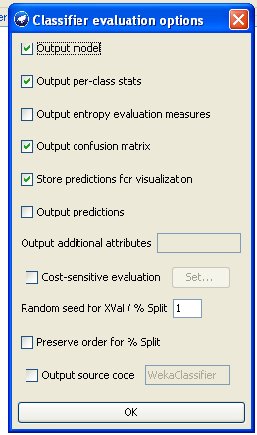 Classifier evaluation options
Output model
Output per-class stats
Output entropy evaluation measures
Output confusion matrix
Store predictions for visualization
Output predictions
Output additional attributes
Cost-sensitive evaluation Set...
Random seed for XVal / % Split 1
Preserve order for % Split
Output source code WekaClassifier
OK